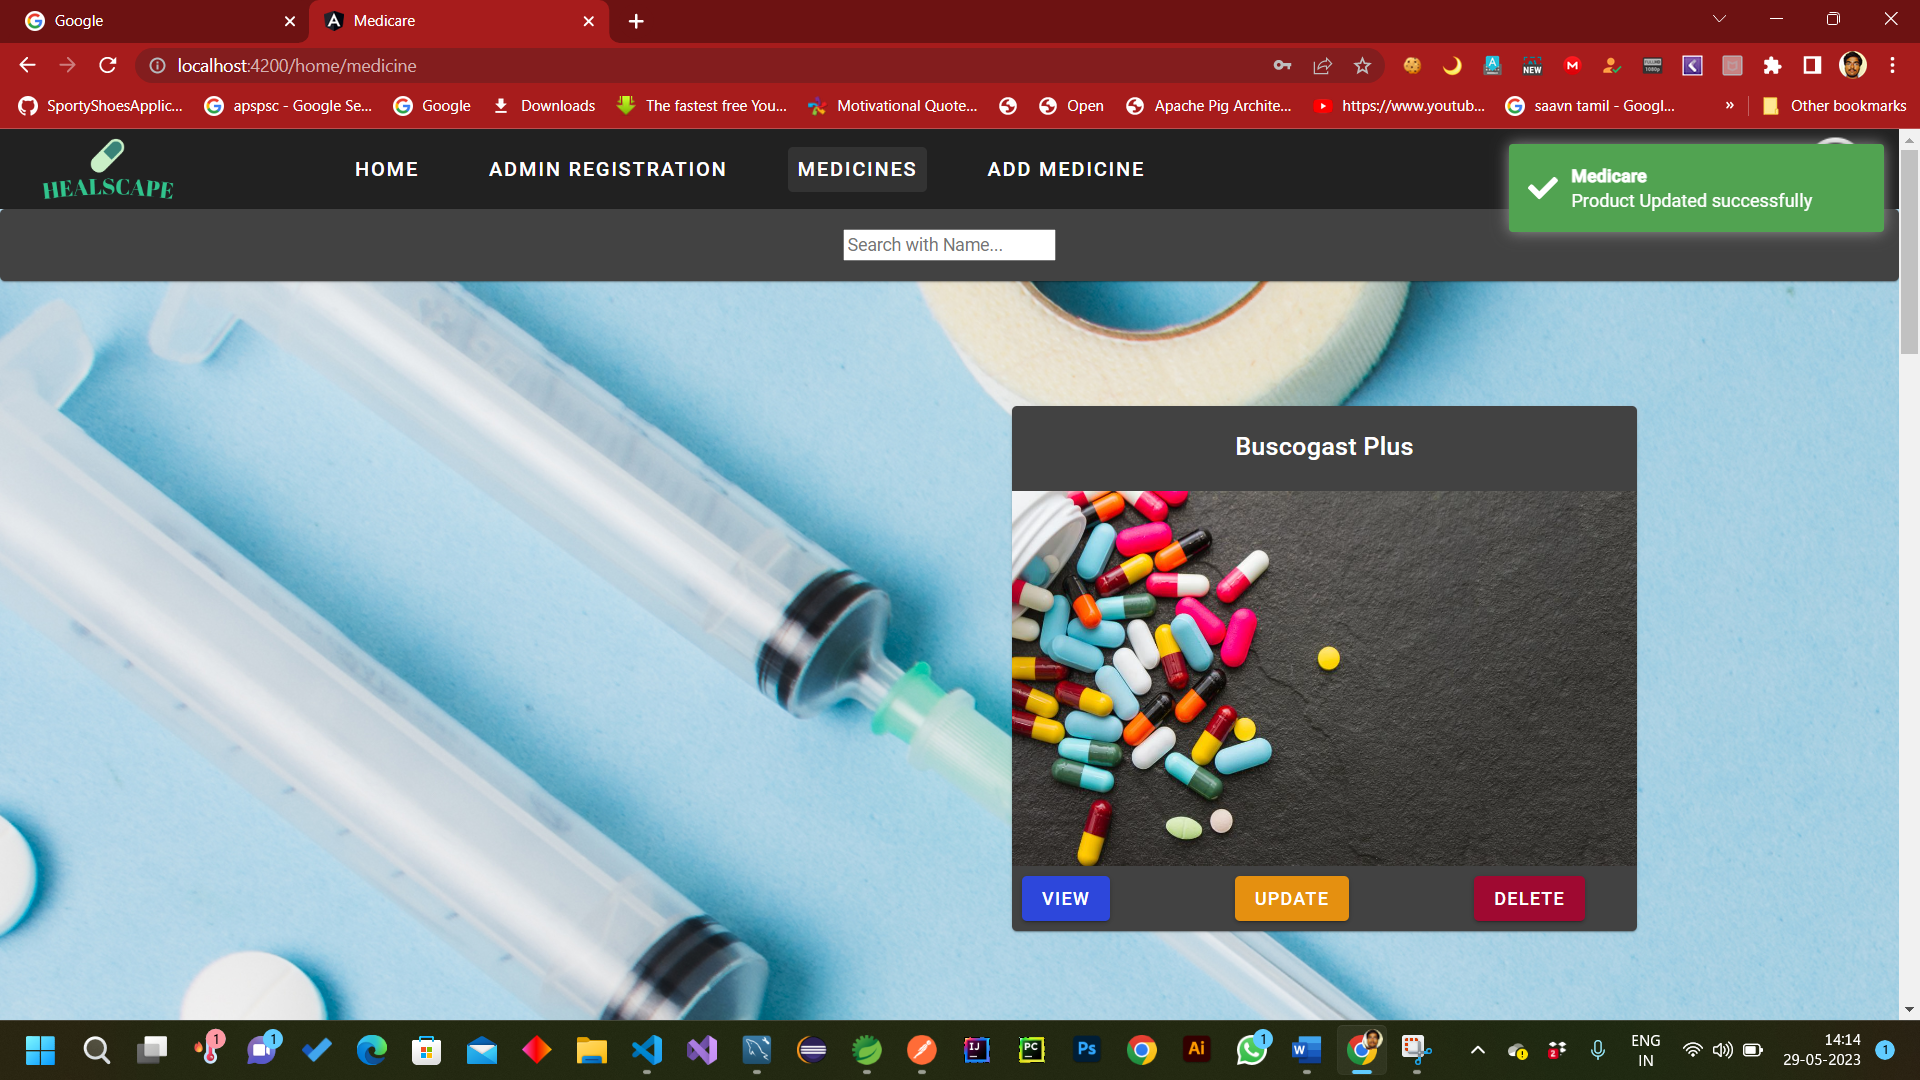 Google
Medicare
localhost:4200/home/medicine
SportyShoesApplic...
apspsc - Google Se...
Google
Downloads
The fastest free You...
Motivational Quote...
Open
Apache Pig Archite...
https://www.youtub...
saavn tamil - Googl...
»
Other bookmarks
HEALSCAPE
HOME
ADMIN REGISTRATION
MEDICINES
ADD MEDICINE
Medicare
Product Updated successfully
Search with Name...
Buscogast Plus
VIEW
UPDATE
DELETE
ENG
IN
14:14
29-05-2023